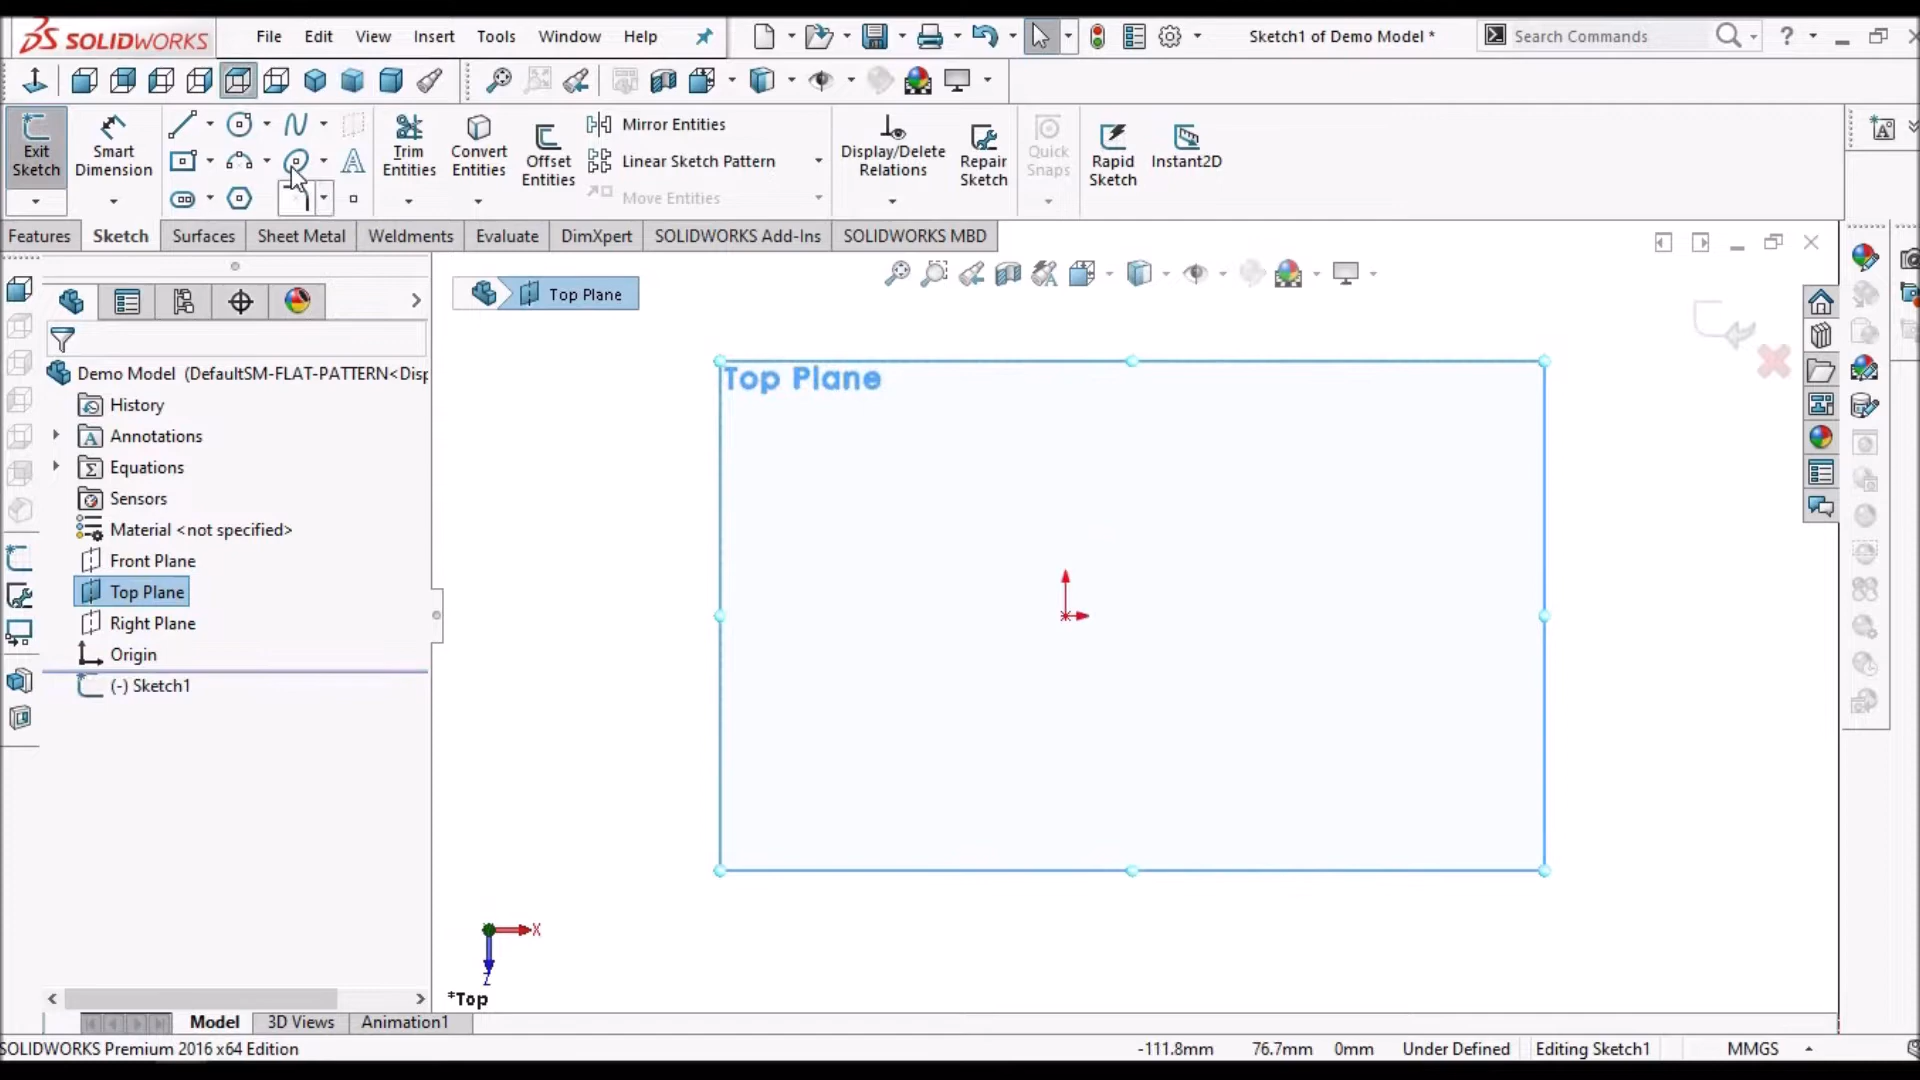 SOLIDWORKS File Edit View Insert Tools Window Help Sketch1 of Demo Model * Search Commands ?
Exit Sketch
Smart Dimension
Trim Entities
Convert Entities
Offset Entities
Mirror Entities
Linear Sketch Pattern
Move Entities
Display/Delete Relations
Repair Sketch
Quick Snaps
Rapid Sketch
Instant2D
Features Sketch Surfaces Sheet Metal Weldments Evaluate DimXpert SOLIDWORKS Add-Ins SOLIDWORKS MBD
Top Plane
Demo Model (DefaultSM-FLAT-PATTERN<Disp
History
Annotations
Equations
Sensors
Material <not specified>
Front Plane
Top Plane
Right Plane
Origin
(-) Sketch1
Top Plane
X
Z
*Top
Model 3D Views Animation1
SOLIDWORKS Premium 2016 x64 Edition -111.8mm 76.7mm 0mm Under Defined Editing Sketch1 MMGS